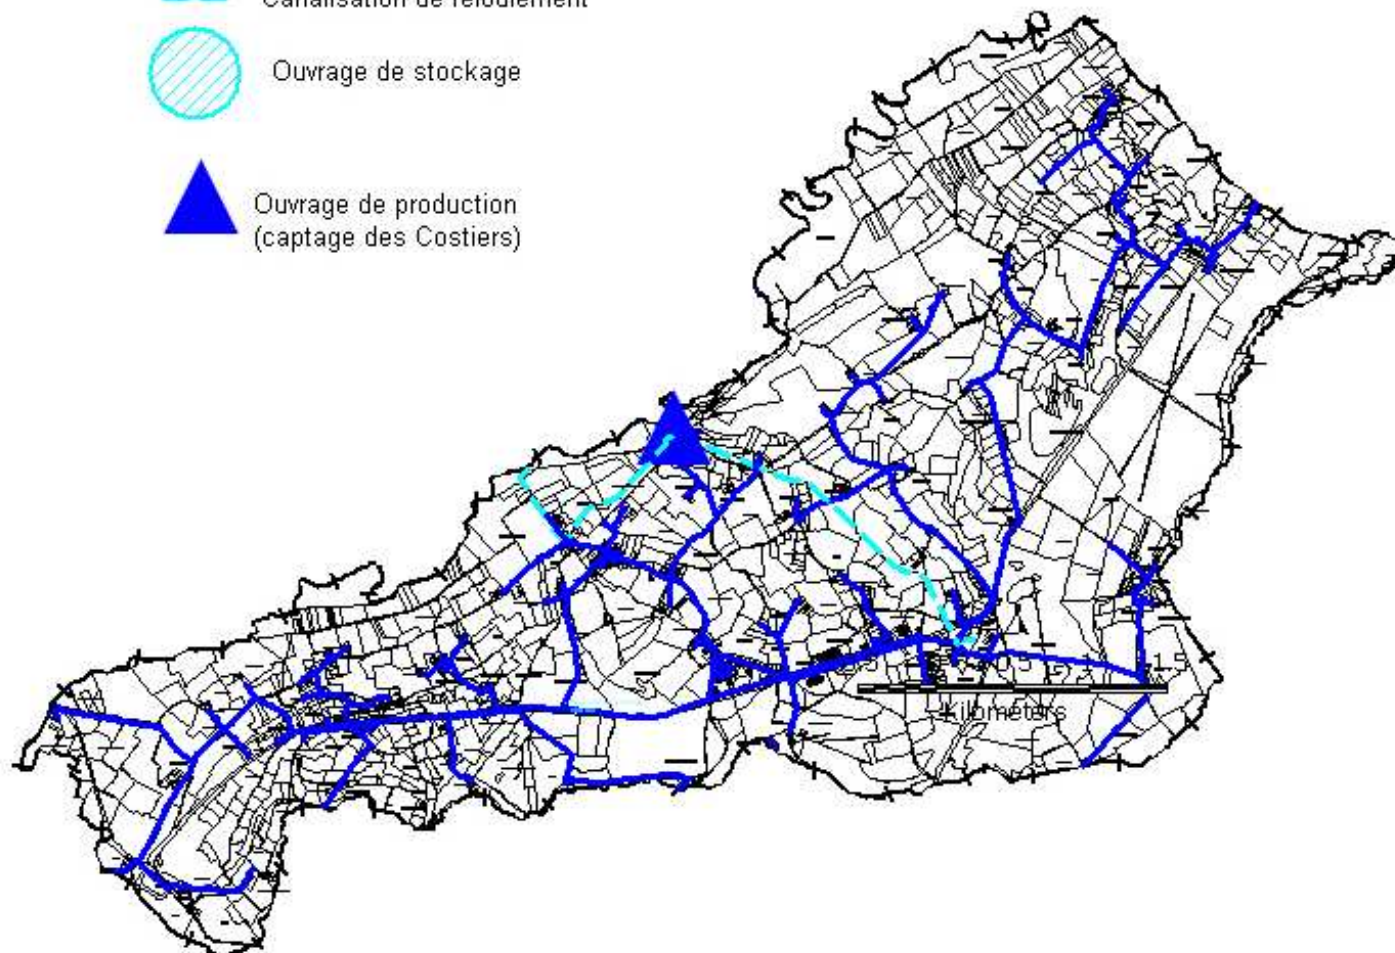 Canalisation de refoulement
Ouvrage de stockage
Ouvrage de production
(captage des Costiers)
Kilometers